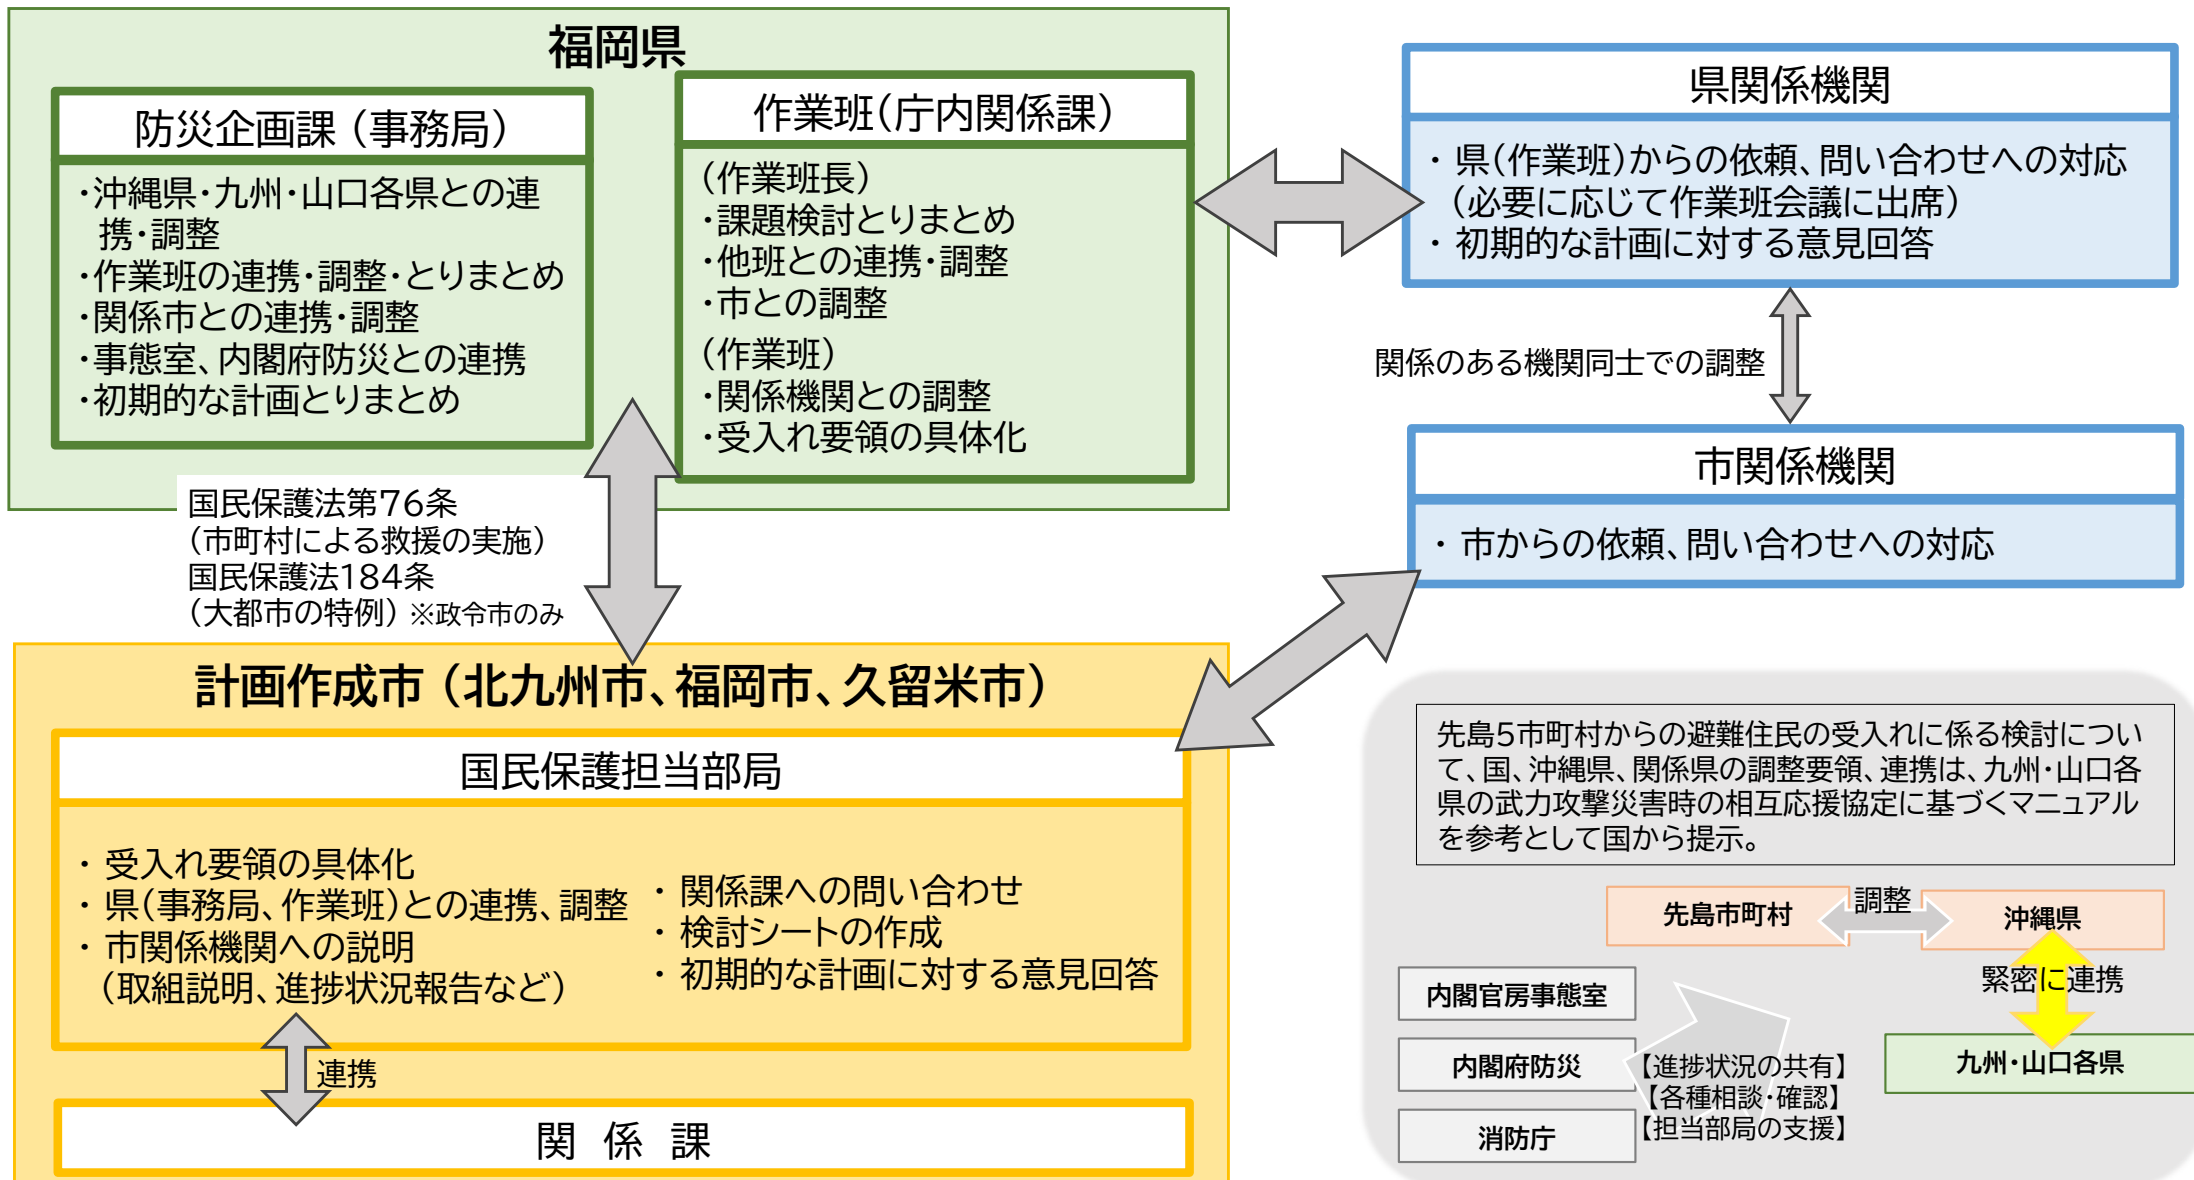 福岡県
防災企画課（事務局）
・沖縄県・九州・山口各県との連
携・調整
・作業班の連携・調整・とりまとめ
・関係市との連携・調整
・事態室、内閣府防災との連携
・初期的な計画とりまとめ
作業班（庁内関係課）
（作業班長）
・課題検討とりまとめ
・他班との連携・調整
・市との調整
（作業班）
・関係機関との調整
・受入れ要領の具体化
県関係機関
・ 県（作業班）からの依頼、問い合わせへの対応
（必要に応じて作業班会議に出席）
・ 初期的な計画に対する意見回答
関係のある機関同士での調整
市関係機関
・ 市からの依頼、問い合わせへの対応
国民保護法第76条
（市町村による救援の実施）
国民保護法184条
（大都市の特例）※政令市のみ
計画作成市（北九州市、福岡市、久留米市）
国民保護担当部局
・ 受入れ要領の具体化
・ 県（事務局、作業班）との連携、調整
・ 市関係機関への説明
（取組説明、進捗状況報告など）
・ 関係課への問い合わせ
・ 検討シートの作成
・ 初期的な計画に対する意見回答
連携
関 係 課
先島5市町村からの避難住民の受入れに係る検討につい
て、国、沖縄県、関係県の調整要領、連携は、九州・山口各
県の武力攻撃災害時の相互応援協定に基づくマニュアル
を参考として国から提示。
先島市町村
調整
沖縄県
緊密に連携
内閣官房事態室
内閣府防災
消防庁
【進捗状況の共有】
【各種相談・確認】
【担当部局の支援】
九州・山口各県